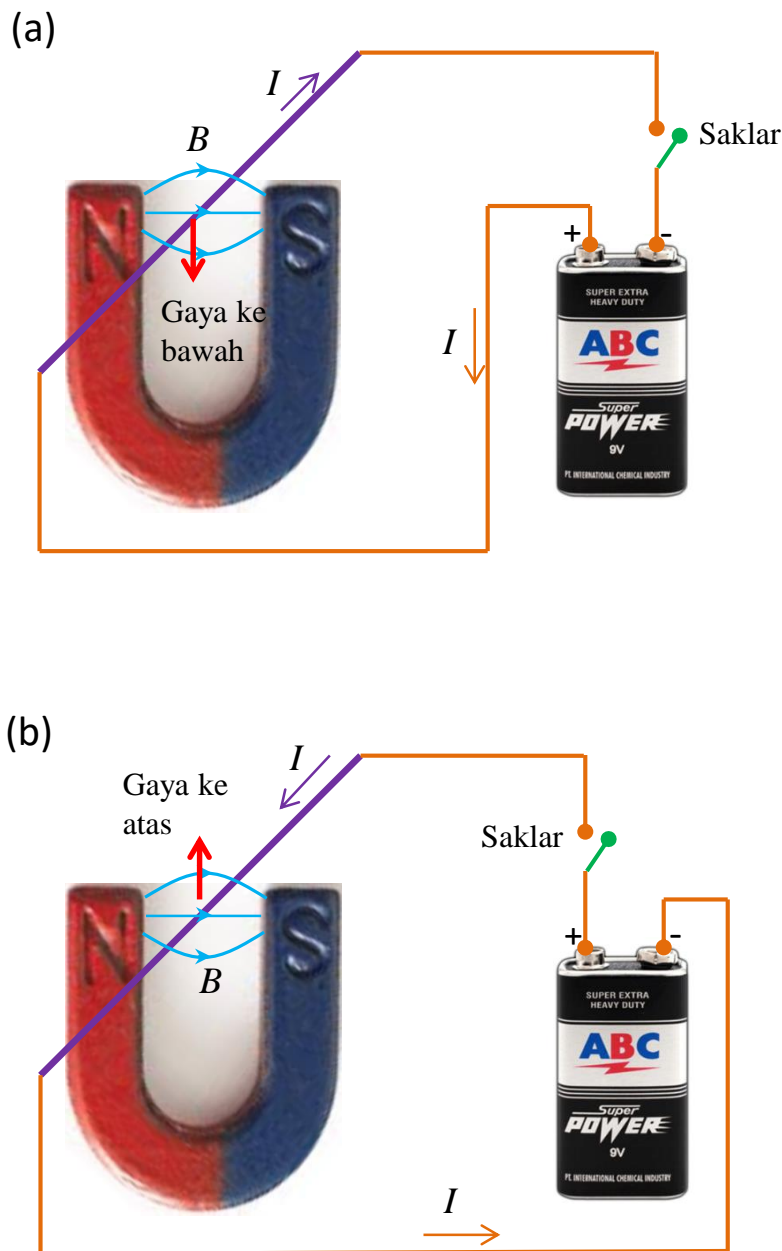 (a)
I
B
Saklar
N
S
+
-
Gaya ke
bawah
I
SUPER EXTRA
HEAVY DUTY
ABC
Super
POWER
9V
PT. INTERNATIONAL CHEMICAL INDUSTRY
(b)
I
Gaya ke
atas
Saklar
N
S
B
+
-
SUPER EXTRA
HEAVY DUTY
ABC
Super
POWER
9V
PT. INTERNATIONAL CHEMICAL INDUSTRY
I